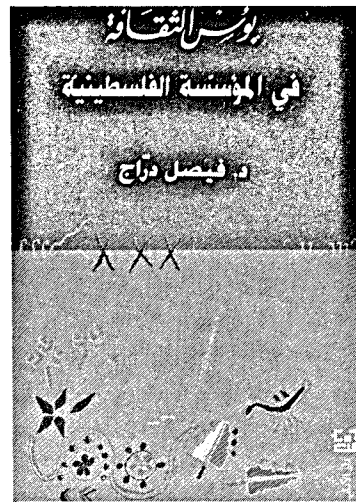 بؤس الثقافة
في المؤسسة الفلسطينية
د. فيصل درّاج